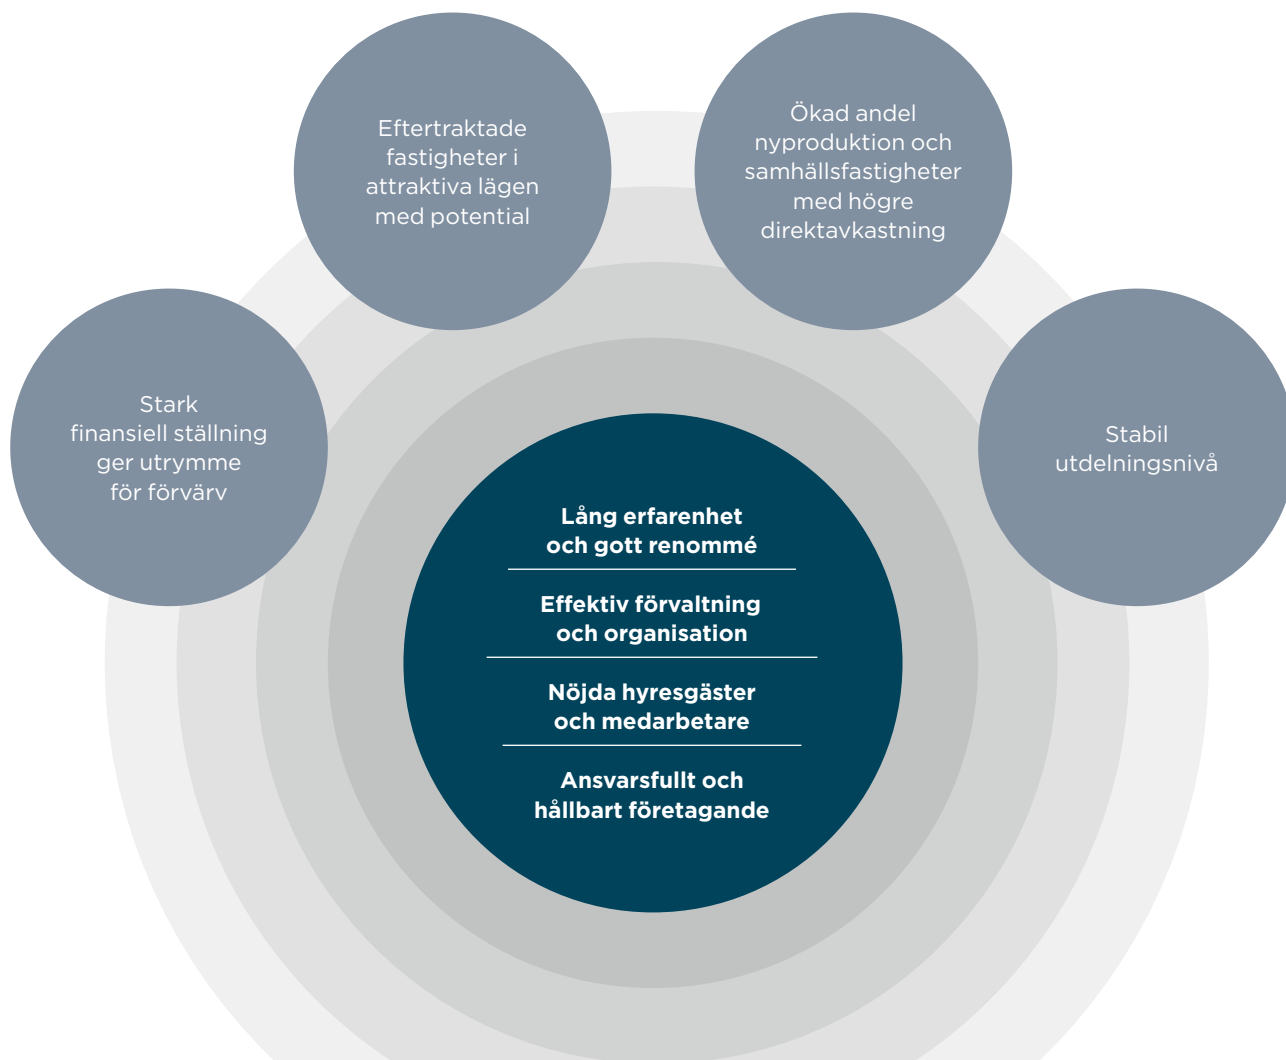 Eftertraktade
fastigheter i
attraktiva lägen
med potential
Ökad andel
nyproduktion och
samhällsfastigheter
med högre
direktavkastning
Stark
finansiell ställning
ger utrymme
för förvärv
Stabil
utdelningsnivå
Lång erfarenhet
och gott renommé
Effektiv förvaltning
och organisation
Nöjda hyresgäster
och medarbetare
Ansvarsfullt och
hållbart företagande